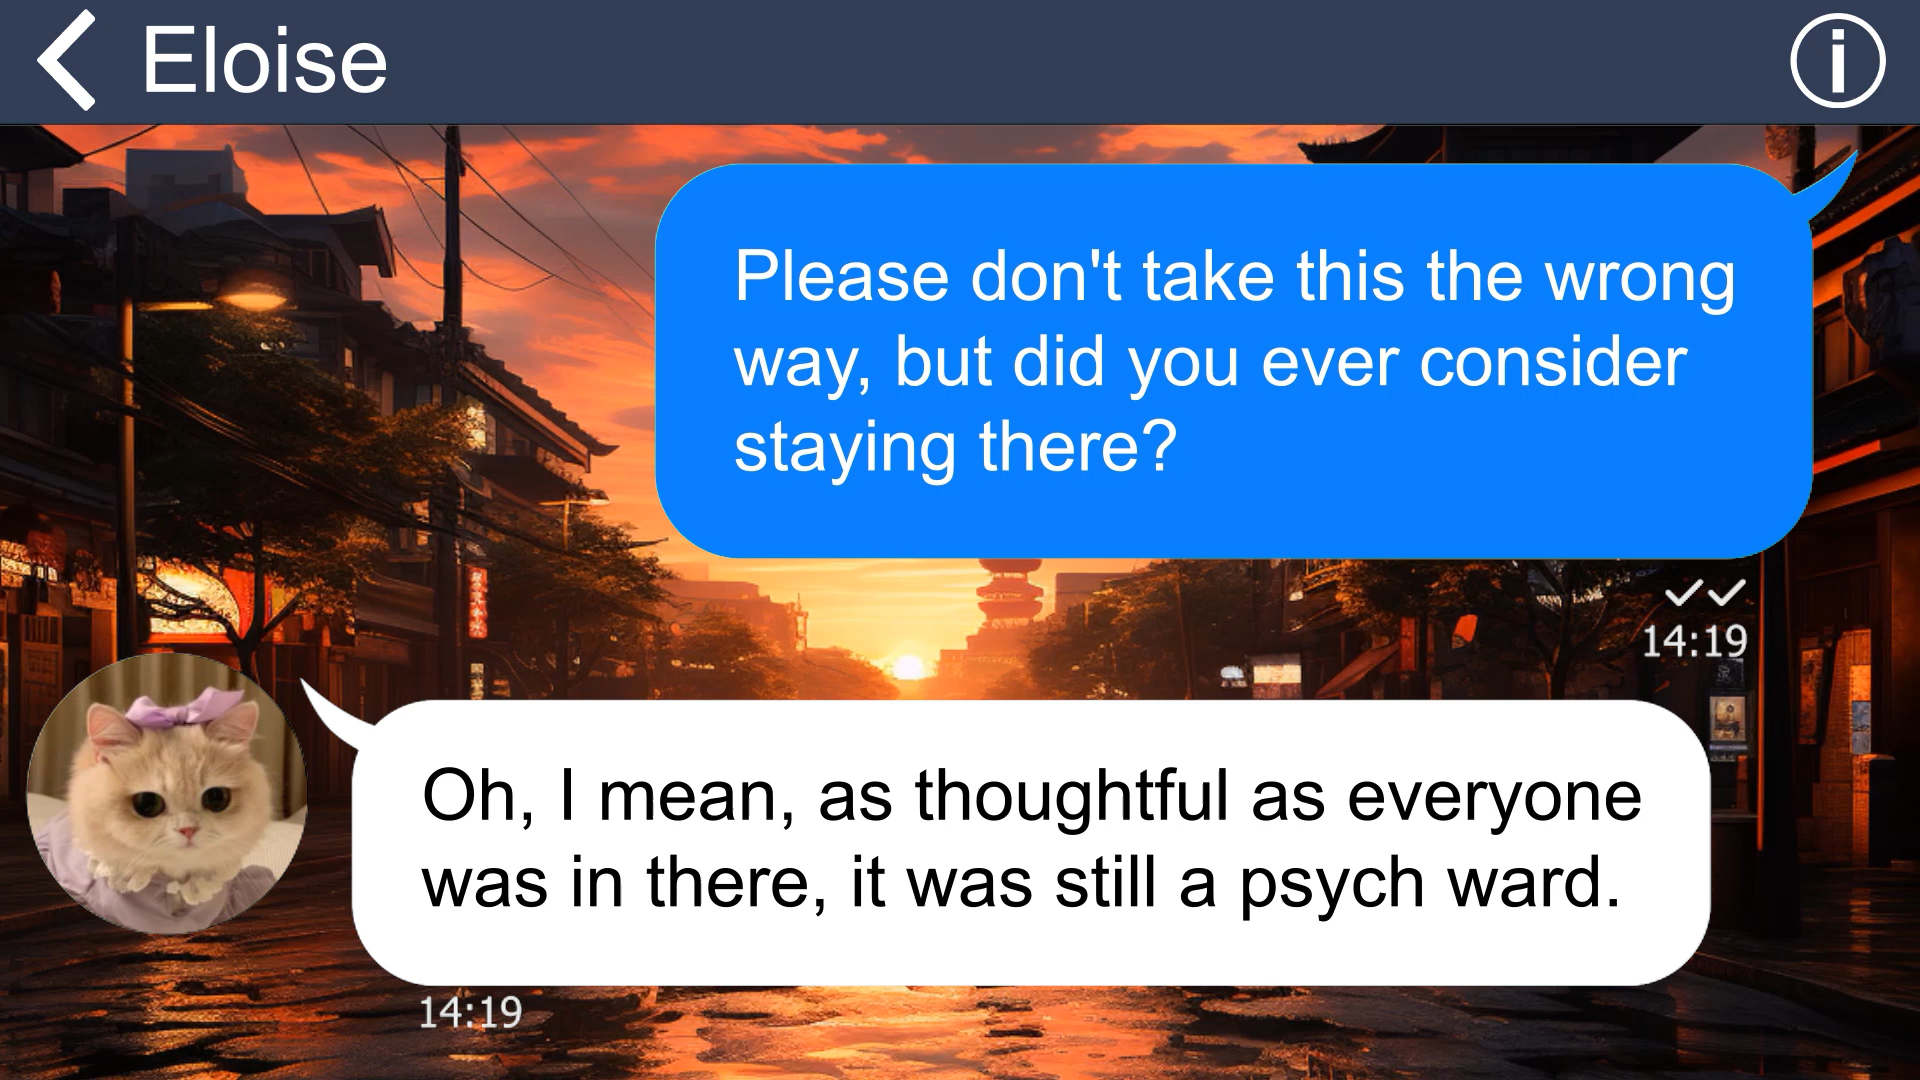 Eloise
Please don't take this the wrong
way, but did you ever consider
staying there?
14:19
Oh, I mean, as thoughtful as everyone
was in there, it was still a psych ward.
14:19